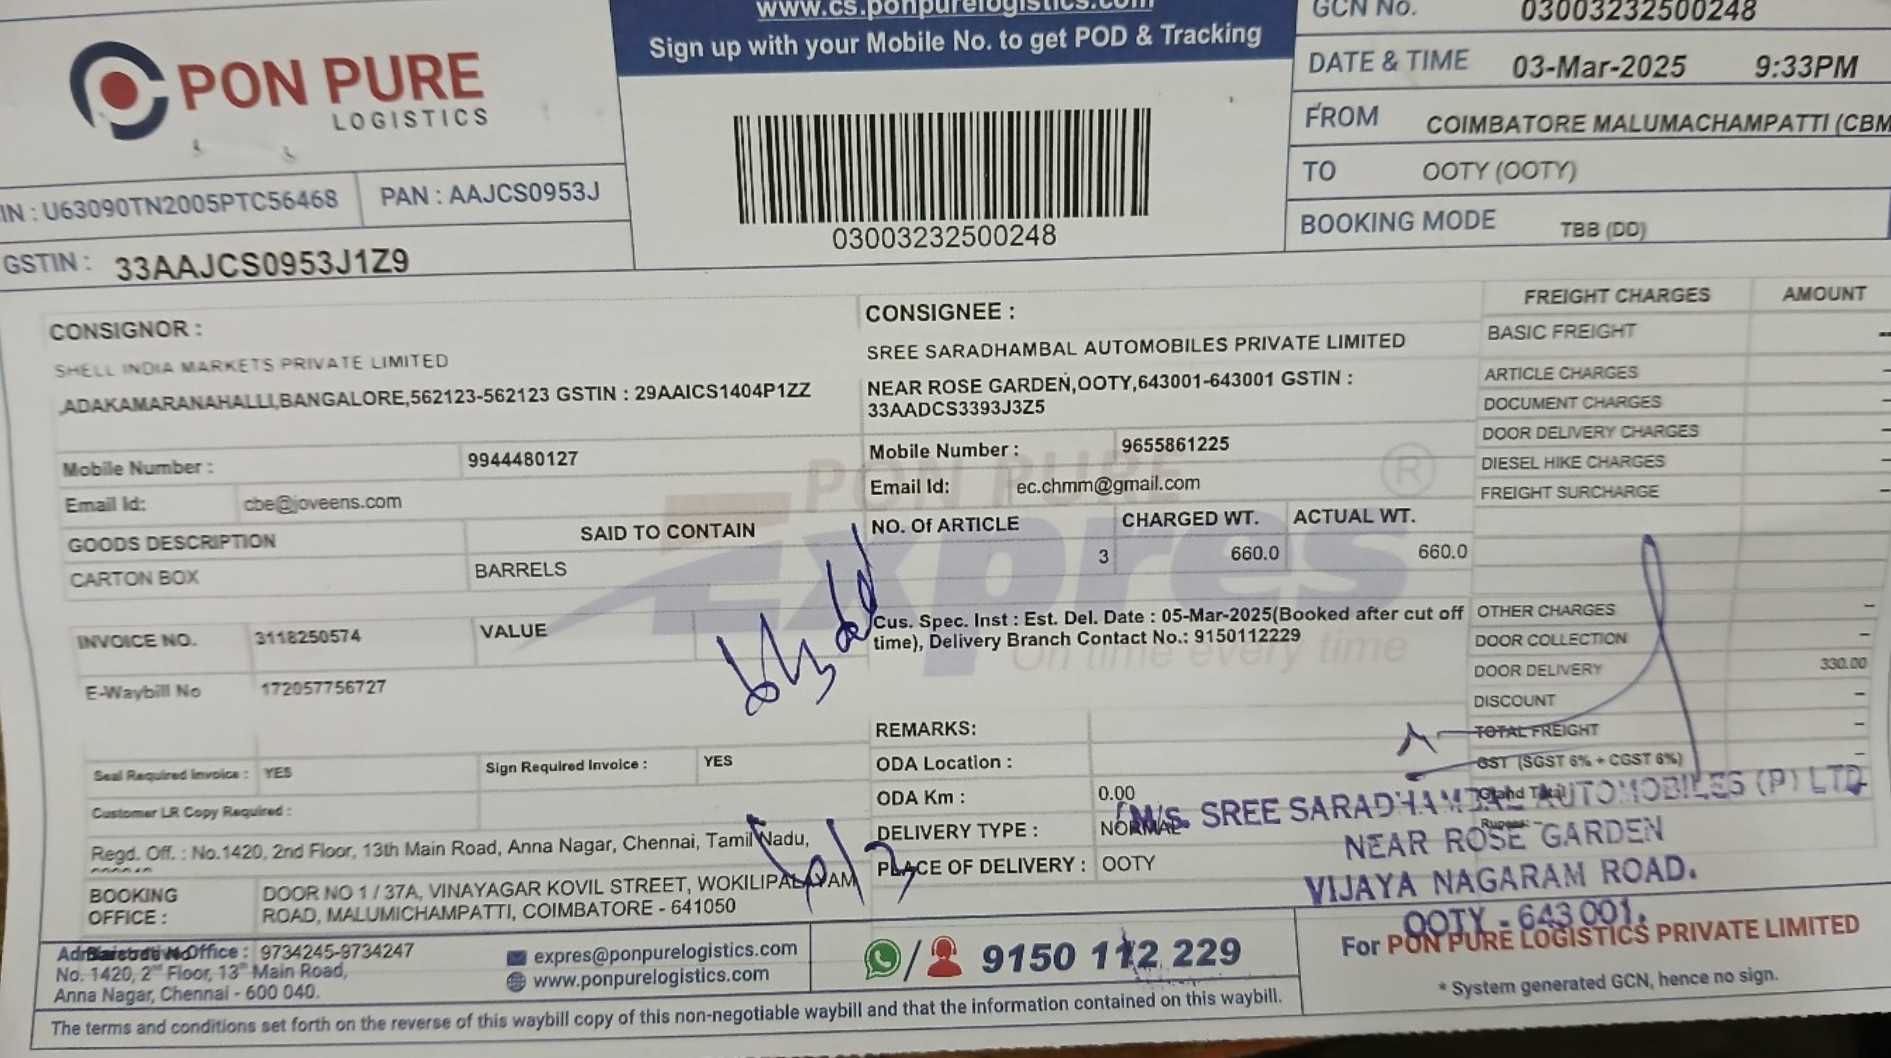 www.cs.ponpurelogistics.com
Sign up with your Mobile No. to get POD & Tracking
PON PURE
LOGISTICS
IN : U63090TN2005PTC56468
PAN : AAJCS0953J
GSTIN : 33AAJCS0953J1Z9
03003232500248
GCN No. 03003232500248
DATE & TIME 03-Mar-2025 9:33PM
FROM COIMBATORE MALUMACHAMPATTI (CBM
TO OOTY (OOTY)
BOOKING MODE TBB (DD)
CONSIGNOR :
SHELL INDIA MARKETS PRIVATE LIMITED
,ADAKAMARANAHALLI,BANGALORE,562123-562123 GSTIN : 29AAICS1404P1ZZ
Mobile Number : 9944480127
Email Id: cbe@joveens.com
CONSIGNEE :
SREE SARADHAMBAL AUTOMOBILES PRIVATE LIMITED
NEAR ROSE GARDEN,OOTY,643001-643001 GSTIN :
33AADCS3393J3Z5
Mobile Number : 9655861225
Email Id: ec.chmm@gmail.com
GOODS DESCRIPTION SAID TO CONTAIN
CARTON BOX BARRELS
NO. Of ARTICLE CHARGED WT. ACTUAL WT.
3 660.0 660.0
PON PURE
Expres
On time every time
®
INVOICE NO. 3118250574 VALUE
E-Waybill No 172057756727
Cus. Spec. Inst : Est. Del. Date : 05-Mar-2025(Booked after cut off
time), Delivery Branch Contact No.: 9150112229
Seal Required Invoice : YES Sign Required Invoice : YES
Customer LR Copy Required :
REMARKS:
ODA Location :
ODA Km : 0.00
DELIVERY TYPE : NORMAL
PLACE OF DELIVERY : OOTY
FREIGHT CHARGES AMOUNT
BASIC FREIGHT –
ARTICLE CHARGES –
DOCUMENT CHARGES –
DOOR DELIVERY CHARGES –
DIESEL HIKE CHARGES –
FREIGHT SURCHARGE –
OTHER CHARGES –
DOOR COLLECTION –
DOOR DELIVERY 330.00
DISCOUNT –
TOTAL FREIGHT –
GST (SGST 6% + CGST 6%) –
Grand Total
Rupees: –
M/s. SREE SARADHAMBAL AUTOMOBILES (P) LTD
NEAR ROSE GARDEN
VIJAYA NAGARAM ROAD.
OOTY - 643 001.
Regd. Off. : No.1420, 2nd Floor, 13th Main Road, Anna Nagar, Chennai, Tamil Nadu,
BOOKING
OFFICE :
DOOR NO 1 / 37A, VINAYAGAR KOVIL STREET, WOKILIPALAYAM
ROAD, MALUMICHAMPATTI, COIMBATORE - 641050
Administrative Office : 9734245-9734247
No. 1420, 2nd Floor, 13th Main Road,
Anna Nagar, Chennai - 600 040.
expres@ponpurelogistics.com
www.ponpurelogistics.com
/ 9150 112 229
For PON PURE LOGISTICS PRIVATE LIMITED
* System generated GCN, hence no sign.
The terms and conditions set forth on the reverse of this waybill copy of this non-negotiable waybill and that the information contained on this waybill.